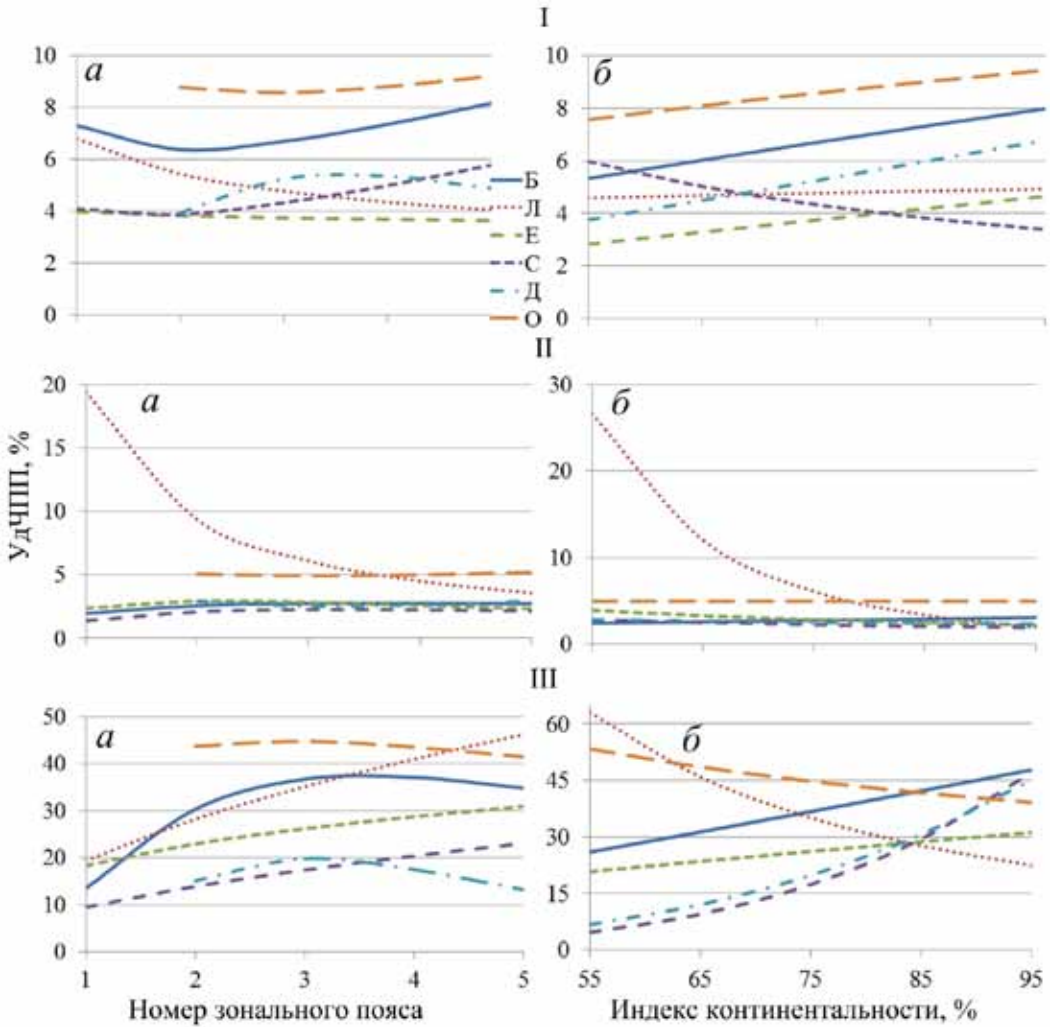 I
а
10
8
6
4
2
0
б
10
8
6
4
2
0
Б
Л
Е
С
Д
О
II
УдЧПП, %
а
20
15
10
5
0
б
30
20
10
0
III
а
50
40
30
20
10
0
1 2 3 4 5
Номер зонального пояса
б
60
45
30
15
0
55 65 75 85 95
Индекс континентальности, %